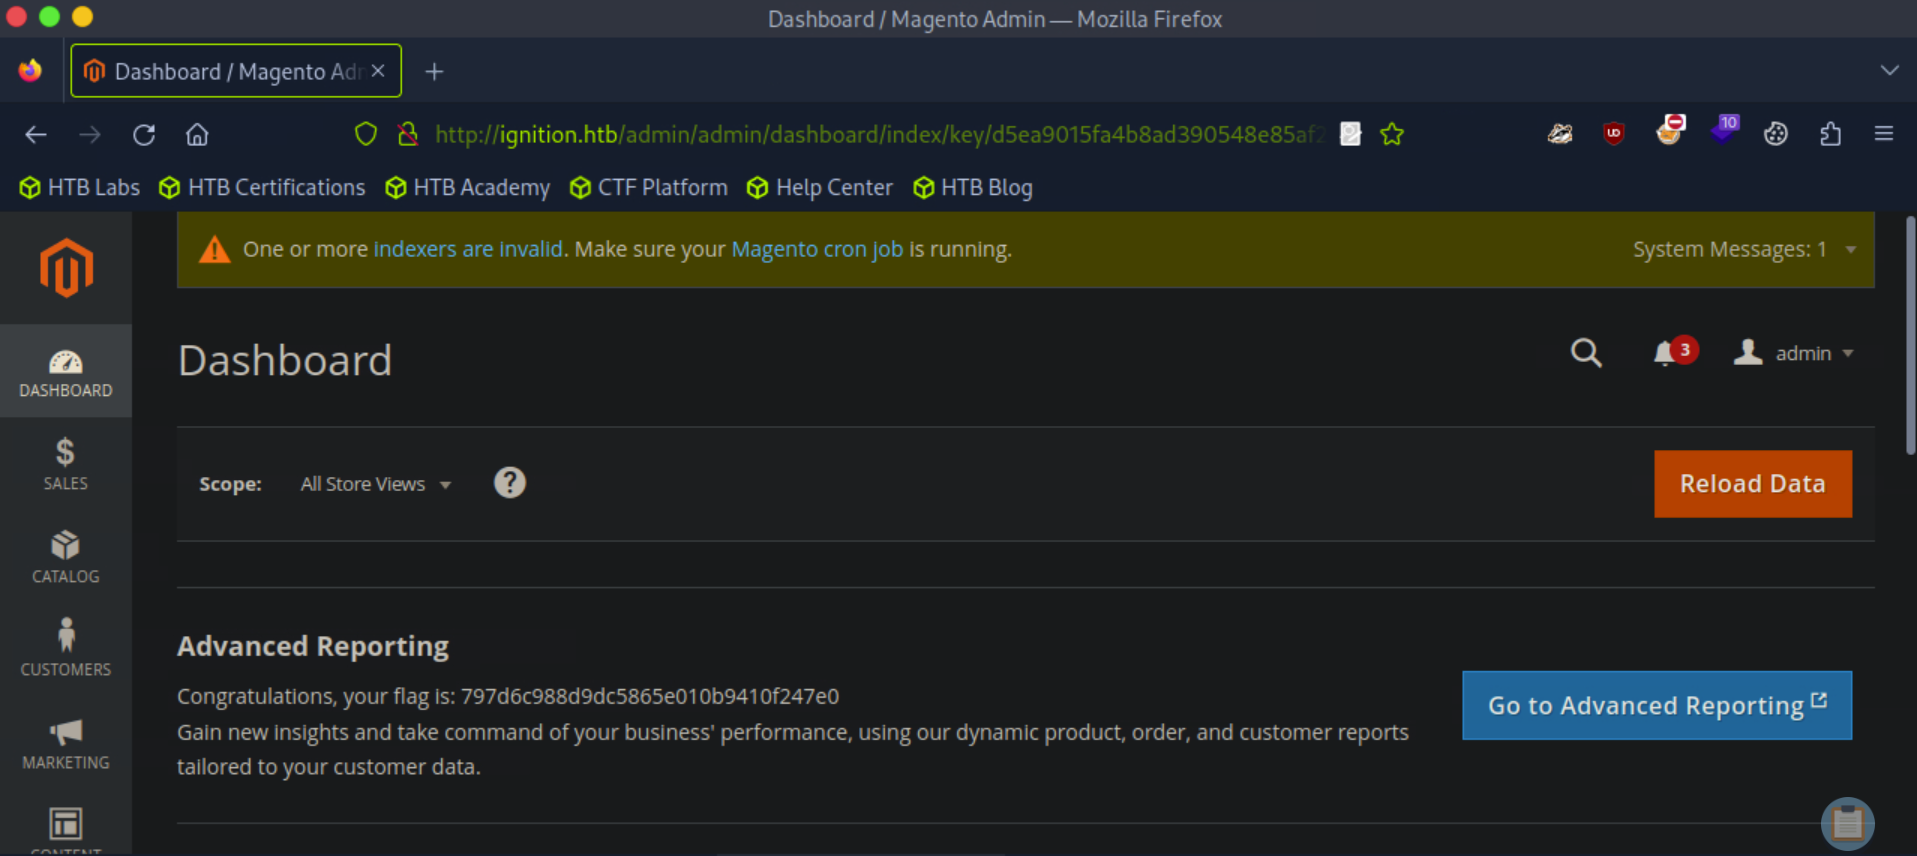 Dashboard / Magento Admin — Mozilla Firefox
Dashboard / Magento Adr
http://ignition.htb/admin/admin/dashboard/index/key/d5ea9015fa4b8ad390548e85af2
10
HTB Labs HTB Certifications HTB Academy CTF Platform Help Center HTB Blog
One or more indexers are invalid. Make sure your Magento cron job is running.
System Messages: 1
Dashboard
3
admin
DASHBOARD
SALES
CATALOG
CUSTOMERS
MARKETING
CONTENT
Scope: All Store Views ?
Reload Data
Advanced Reporting
Congratulations, your flag is: 797d6c988d9dc5865e010b9410f247e0
Gain new insights and take command of your business' performance, using our dynamic product, order, and customer reports
tailored to your customer data.
Go to Advanced Reporting